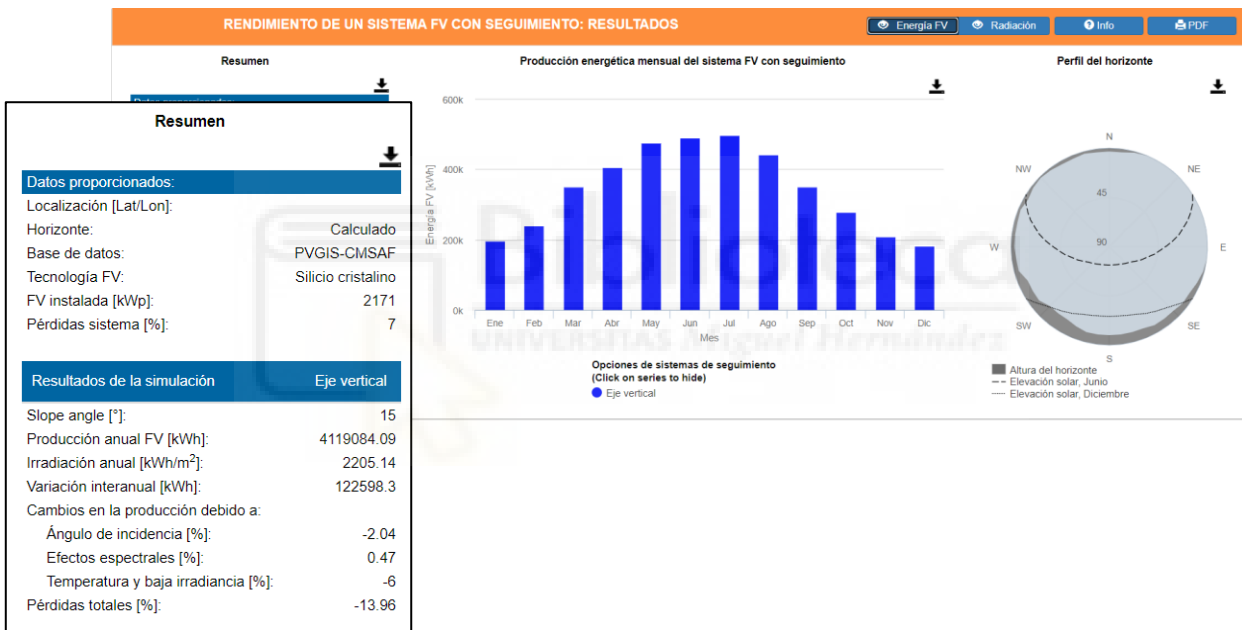 RENDIMIENTO DE UN SISTEMA FV CON SEGUIMIENTO: RESULTADOS
Energía FV
Radiación
Info
PDF
Resumen
Resumen
Datos proporcionados:
Localización [Lat/Lon]:
Horizonte: Calculado
Base de datos: PVGIS-CMSAF
Tecnología FV: Silicio cristalino
FV instalada [kWp]: 2171
Pérdidas sistema [%]: 7
Resultados de la simulación Eje vertical
Slope angle [°]: 15
Producción anual FV [kWh]: 4119084.09
Irradiación anual [kWh/m²]: 2205.14
Variación interanual [kWh]: 122598.3
Cambios en la producción debido a:
Ángulo de incidencia [%]: -2.04
Efectos espectrales [%]: 0.47
Temperatura y baja irradiancia [%]: -6
Pérdidas totales [%]: -13.96
Producción energética mensual del sistema FV con seguimiento
Energía FV [kWh]
600k
400k
200k
0k
Ene Feb Mar Abr May Jun Jul Ago Sep Oct Nov Dic
Mes
Opciones de sistemas de seguimiento
(Click on series to hide)
Eje vertical
Perfil del horizonte
N
NW NE
45
90
W E
SW SE
S
Altura del horizonte
Elevación solar, Junio
Elevación solar, Diciembre
Biblioteca
UNIVERSITAS Miguel Hernández